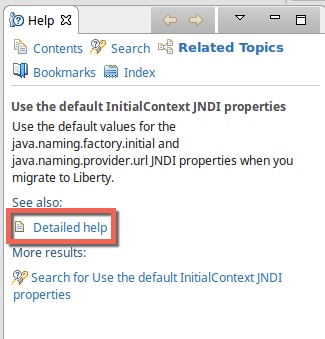 Help
Contents Search Related Topics
Bookmarks Index
Use the default InitialContext JNDI properties
Use the default values for the
java.naming.factory.initial and
java.naming.provider.url JNDI properties when you
migrate to Liberty.
See also:
Detailed help
More results:
Search for Use the default InitialContext JNDI
properties